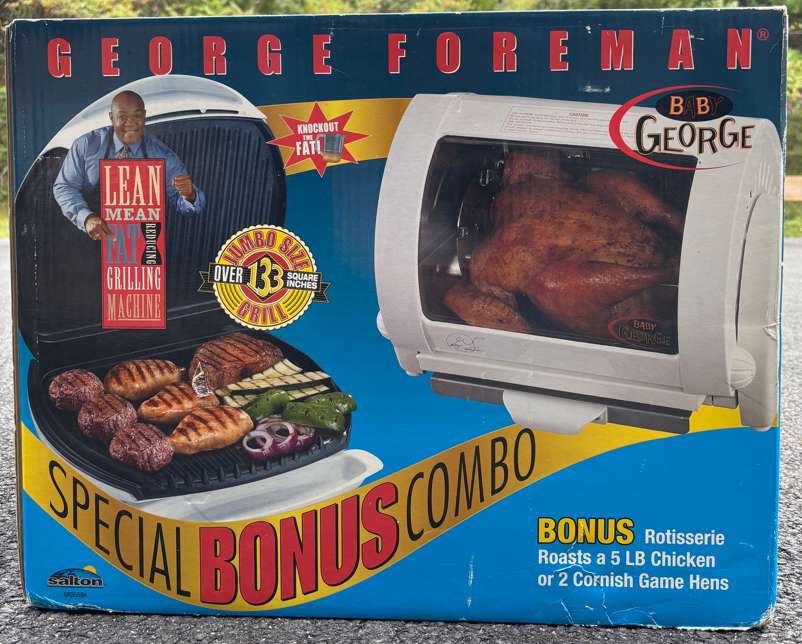 GEORGE FOREMAN®
BABY
GEORGE
KNOCKOUT
THE
FAT!
LEAN
MEAN
FAT
REDUCING
GRILLING
MACHINE
JUMBO SIZE
OVER 133 SQUARE
INCHES
GRILL
BABY
GEORGE
SPECIAL BONUS COMBO
BONUS Rotisserie
Roasts a 5 LB Chicken
or 2 Cornish Game Hens
salton